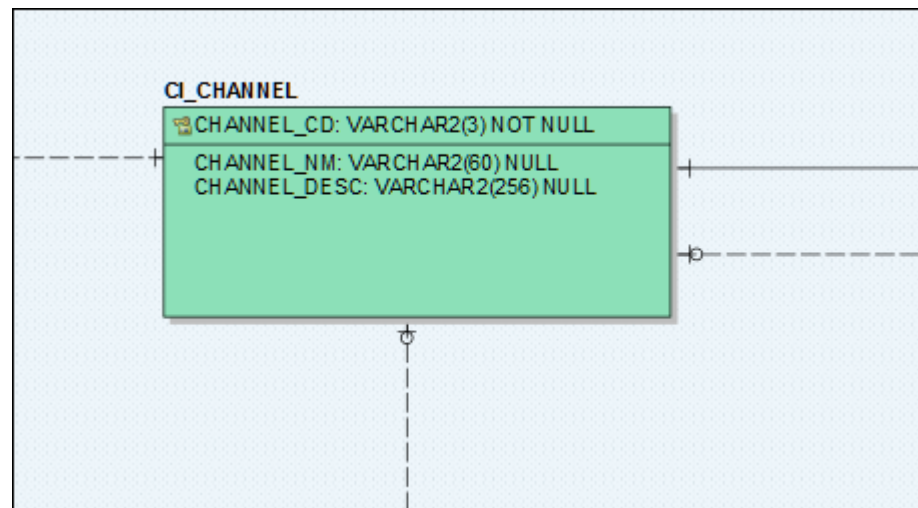 CI_CHANNEL
CHANNEL_CD: VARCHAR2(3) NOT NULL
CHANNEL_NM: VARCHAR2(60) NULL
CHANNEL_DESC: VARCHAR2(256) NULL